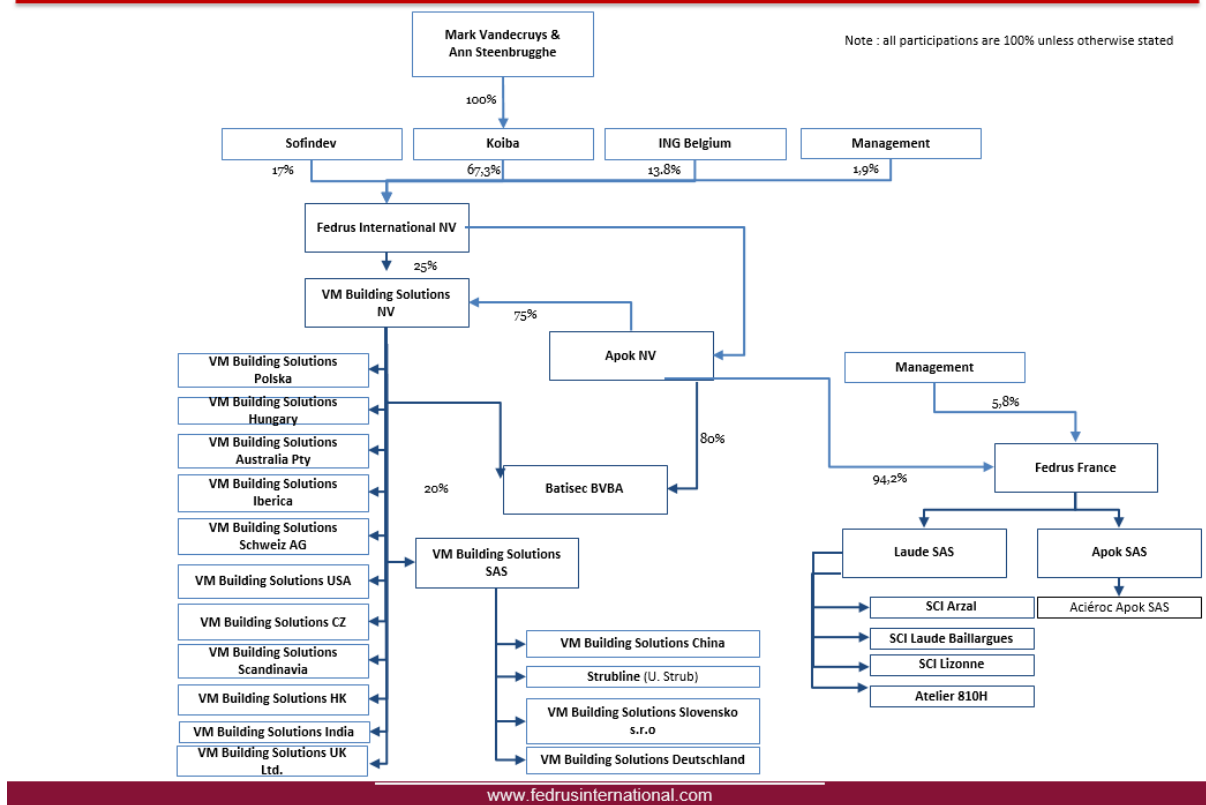 Mark Vandecruys &
Ann Steenbrugghe
Note : all participations are 100% unless otherwise stated
100%
Sofindev
Koiba
ING Belgium
Management
17%
67,3%
13.8%
1,9%
Fedrus International NV
25%
VM Building Solutions
NV
75%
Apok NV
VM Building Solutions
Polska
Management
VM Building Solutions
Hungary
5,8%
80%
VM Building Solutions
Australia Pty
Fedrus France
VM Building Solutions
Iberica
20%
Batisec BVBA
94,2%
VM Building Solutions
Schweiz AG
VM Building Solutions
SAS
Laude SAS
Apok SAS
VM Building Solutions USA
SCI Arzal
Aciéroc Apok SAS
VM Building Solutions CZ
VM Building Solutions China
SCI Laude Baillargues
VM Building Solutions
Scandinavia
SCI Lizonne
Strubline (U. Strub)
Atelier 810H
VM Building Solutions HK
VM Building Solutions Slovensko
s.r.o
VM Building Solutions India
VM Building Solutions UK
Ltd.
VM Building Solutions Deutschland
www.fedrusinternational.com